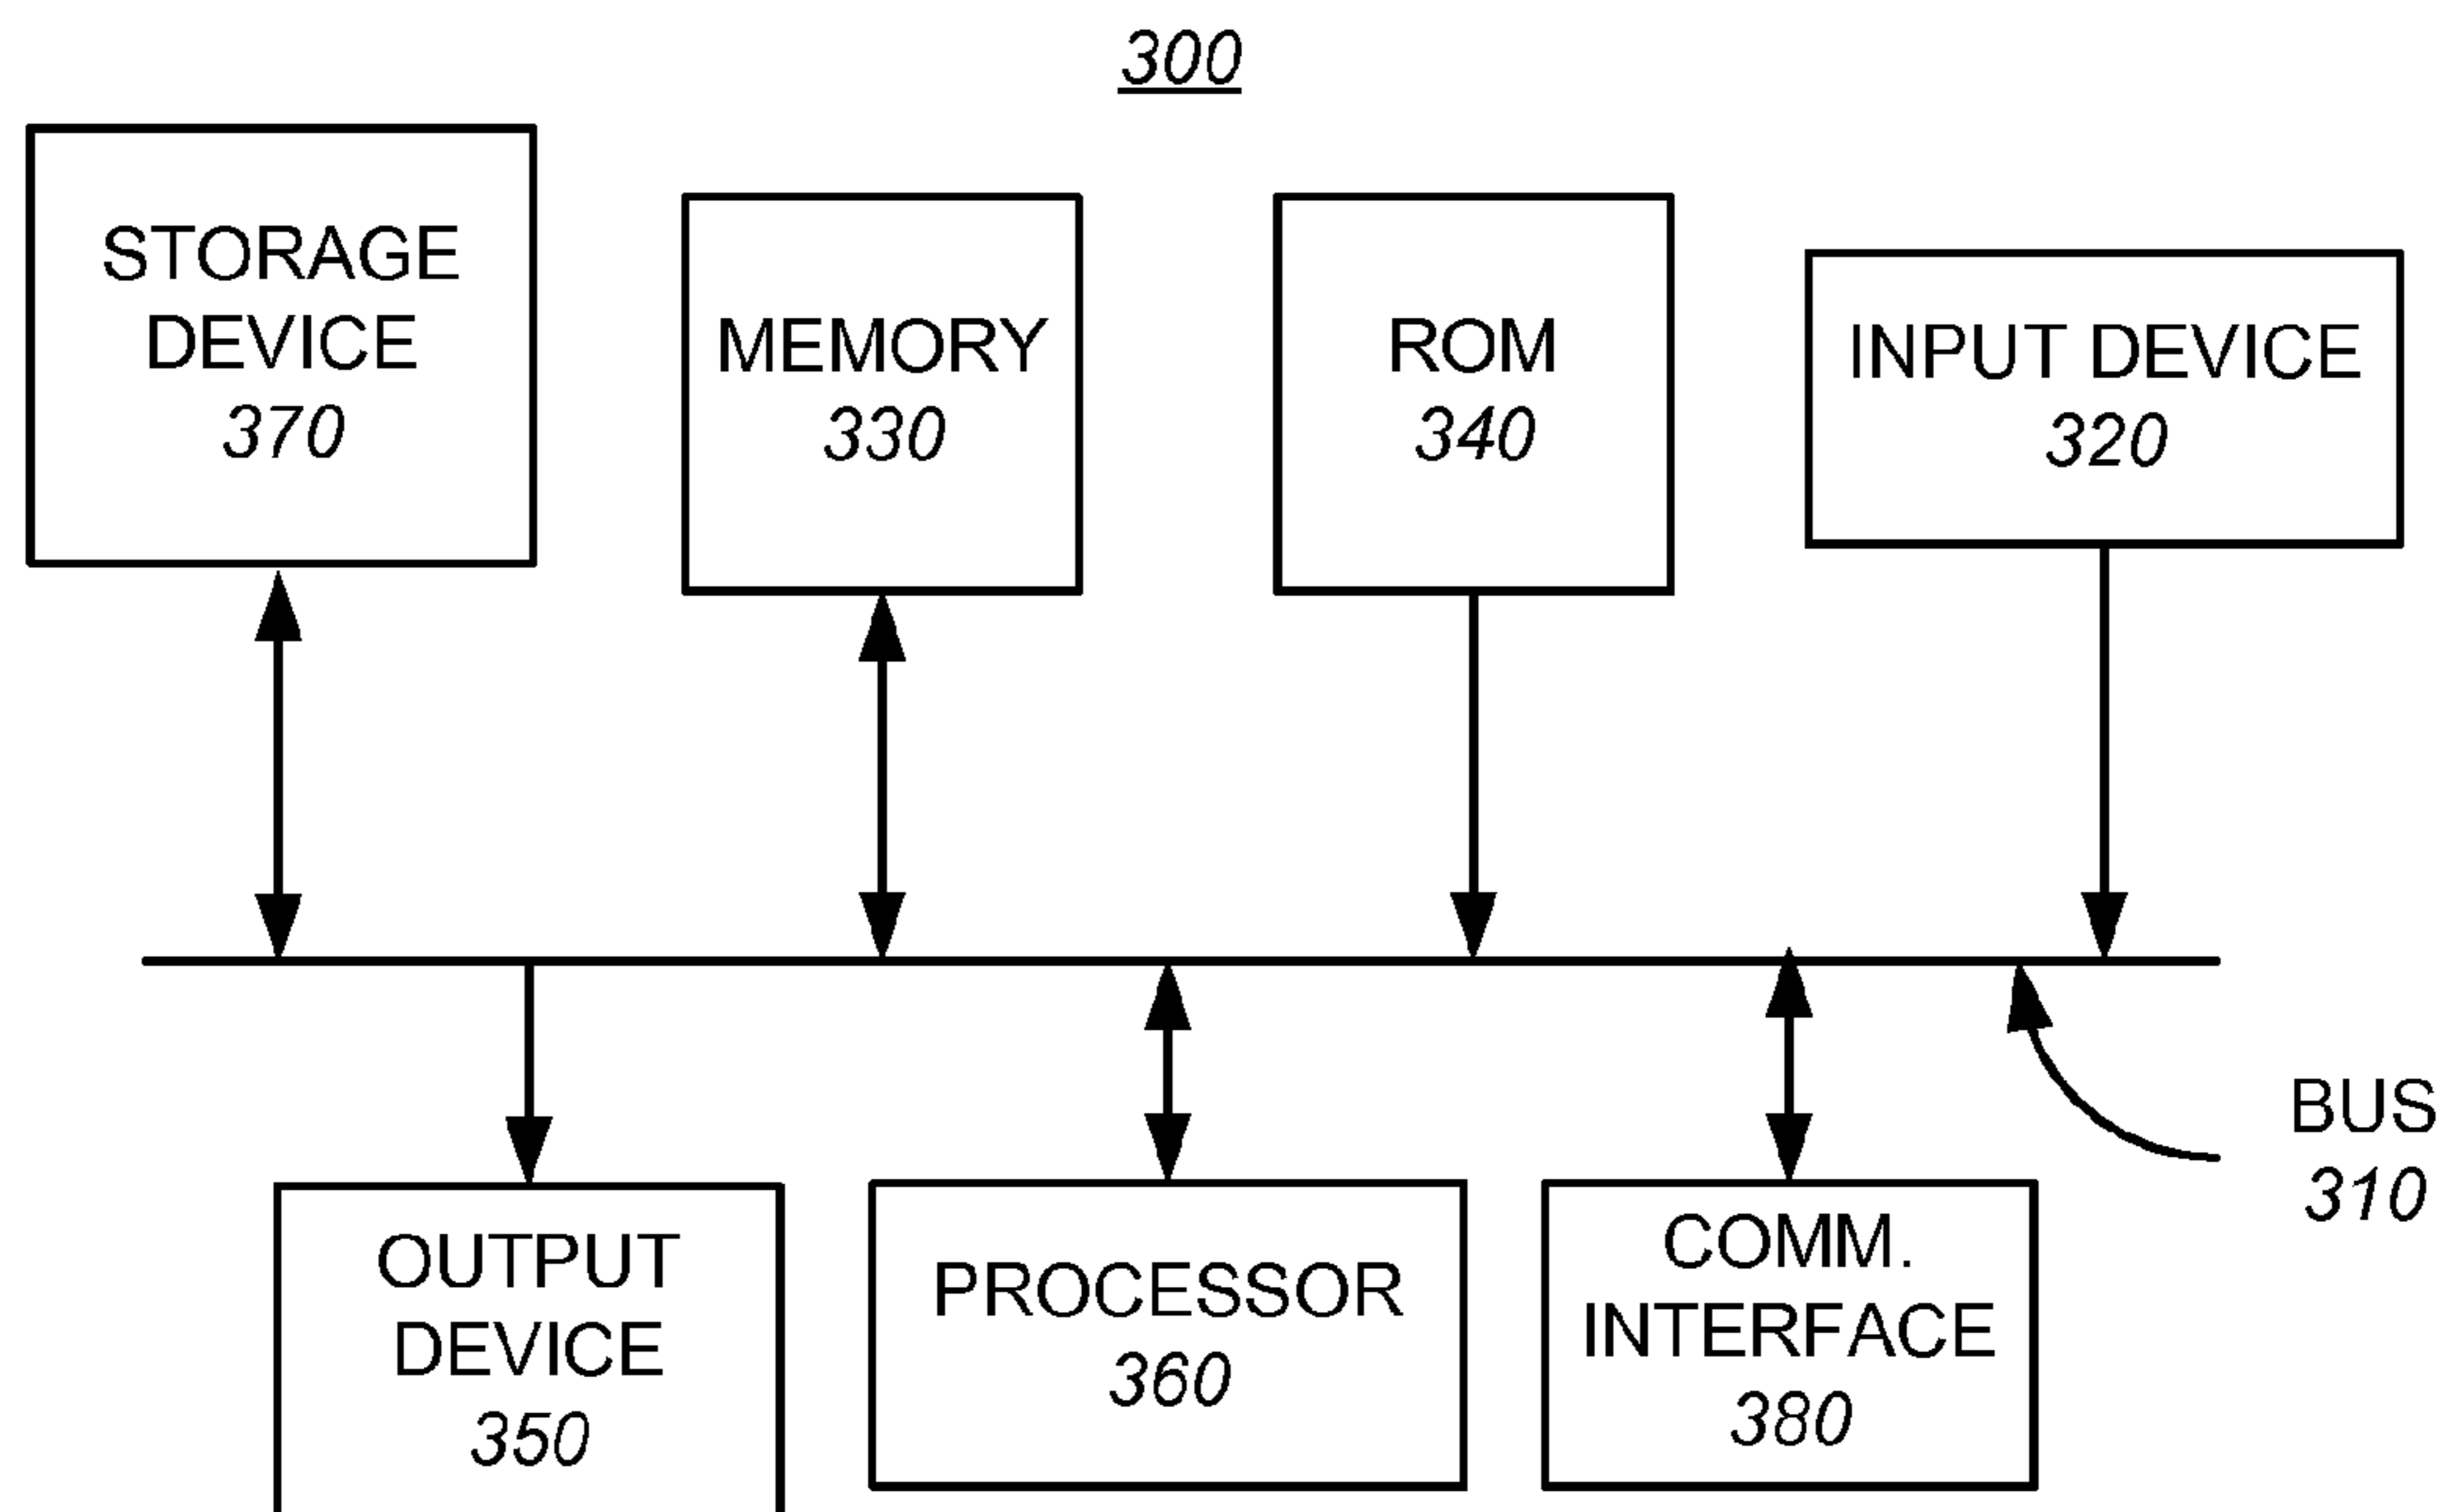 300
STORAGE
DEVICE
370
MEMORY
330
ROM
340
INPUT DEVICE
320
BUS
310
OUTPUT
DEVICE
350
PROCESSOR
360
COMM.
INTERFACE
380